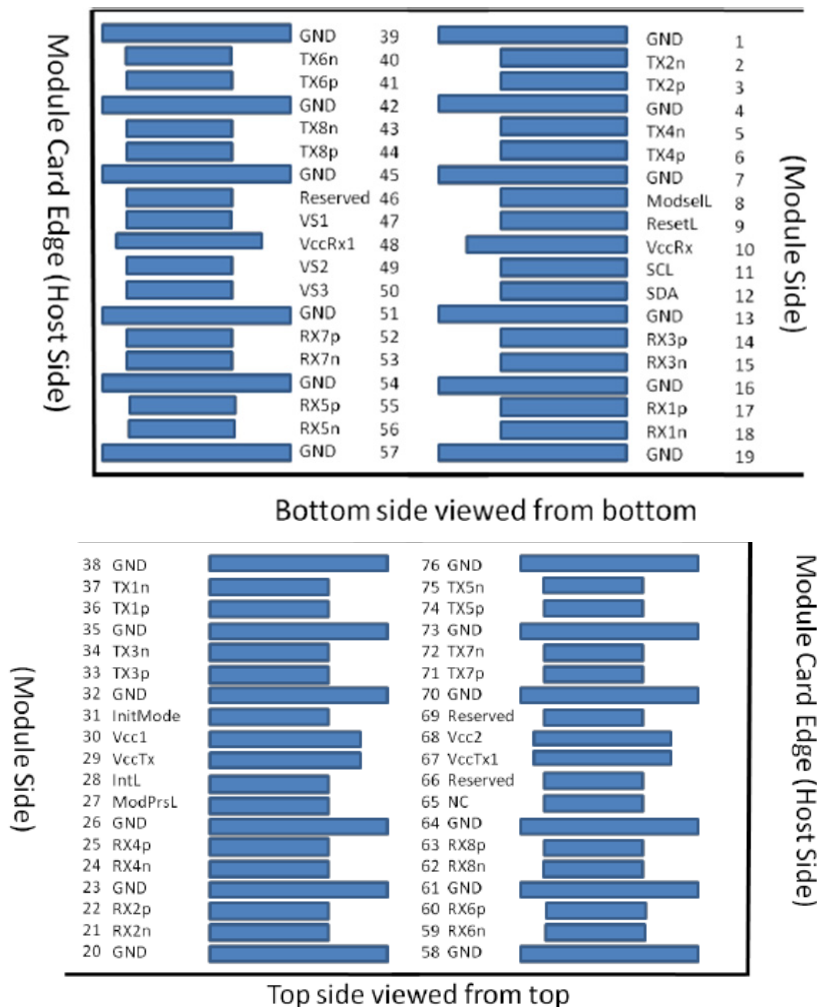 Module Card Edge (Host Side)
GND 39
TX6n 40
TX6p 41
GND 42
TX8n 43
TX8p 44
GND 45
Reserved 46
VS1 47
VccRx1 48
VS2 49
VS3 50
GND 51
RX7p 52
RX7n 53
GND 54
RX5p 55
RX5n 56
GND 57
GND 1
TX2n 2
TX2p 3
GND 4
TX4n 5
TX4p 6
GND 7
ModselL 8
ResetL 9
VccRx 10
SCL 11
SDA 12
GND 13
RX3p 14
RX3n 15
GND 16
RX1p 17
RX1n 18
GND 19
(Module Side)
Bottom side viewed from bottom
(Module Side)
38 GND
37 TX1n
36 TX1p
35 GND
34 TX3n
33 TX3p
32 GND
31 InitMode
30 Vcc1
29 VccTx
28 IntL
27 ModPrsL
26 GND
25 RX4p
24 RX4n
23 GND
22 RX2p
21 RX2n
20 GND
76 GND
75 TX5n
74 TX5p
73 GND
72 TX7n
71 TX7p
70 GND
69 Reserved
68 Vcc2
67 VccTx1
66 Reserved
65 NC
64 GND
63 RX8p
62 RX8n
61 GND
60 RX6p
59 RX6n
58 GND
Module Card Edge (Host Side)
Top side viewed from top